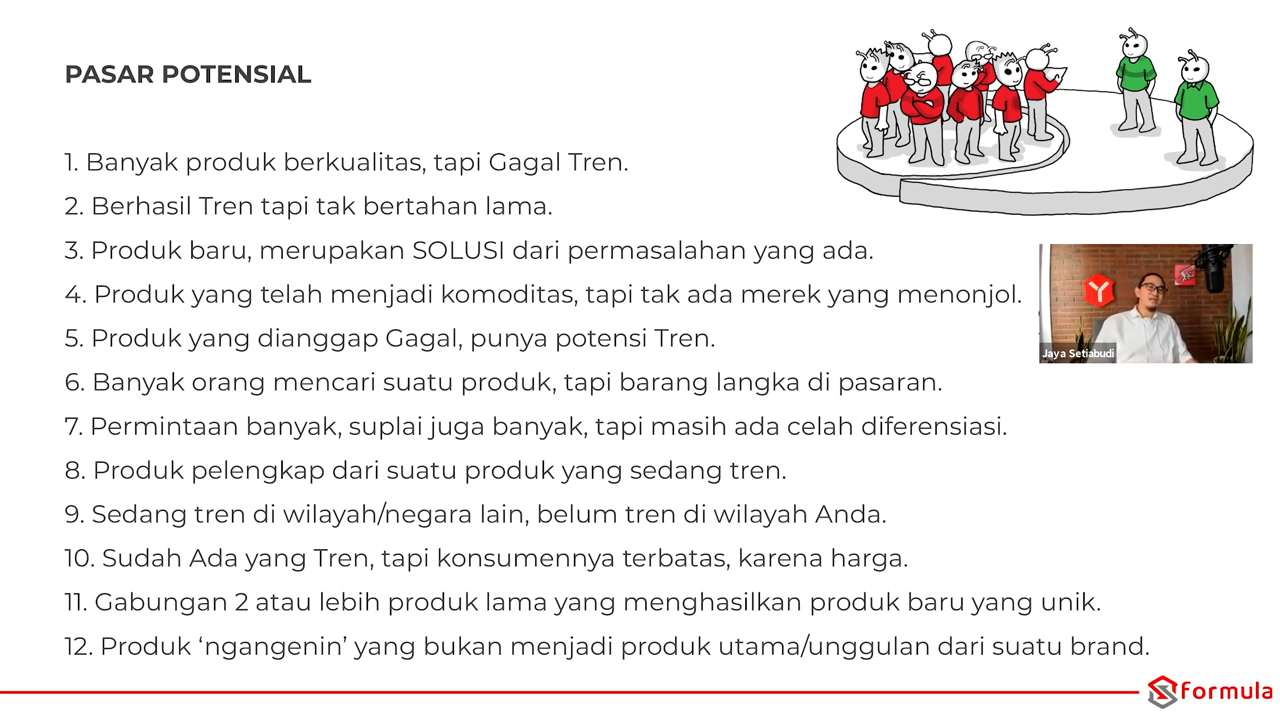 PASAR POTENSIAL
1. Banyak produk berkualitas, tapi Gagal Tren.
2. Berhasil Tren tapi tak bertahan lama.
3. Produk baru, merupakan SOLUSI dari permasalahan yang ada.
4. Produk yang telah menjadi komoditas, tapi tak ada merek yang menonjol.
5. Produk yang dianggap Gagal, punya potensi Tren.
6. Banyak orang mencari suatu produk, tapi barang langka di pasaran.
7. Permintaan banyak, suplai juga banyak, tapi masih ada celah diferensiasi.
8. Produk pelengkap dari suatu produk yang sedang tren.
9. Sedang tren di wilayah/negara lain, belum tren di wilayah Anda.
10. Sudah Ada yang Tren, tapi konsumennya terbatas, karena harga.
11. Gabungan 2 atau lebih produk lama yang menghasilkan produk baru yang unik.
12. Produk ‘ngangenin’ yang bukan menjadi produk utama/unggulan dari suatu brand.
Jaya Setiabudi
formula